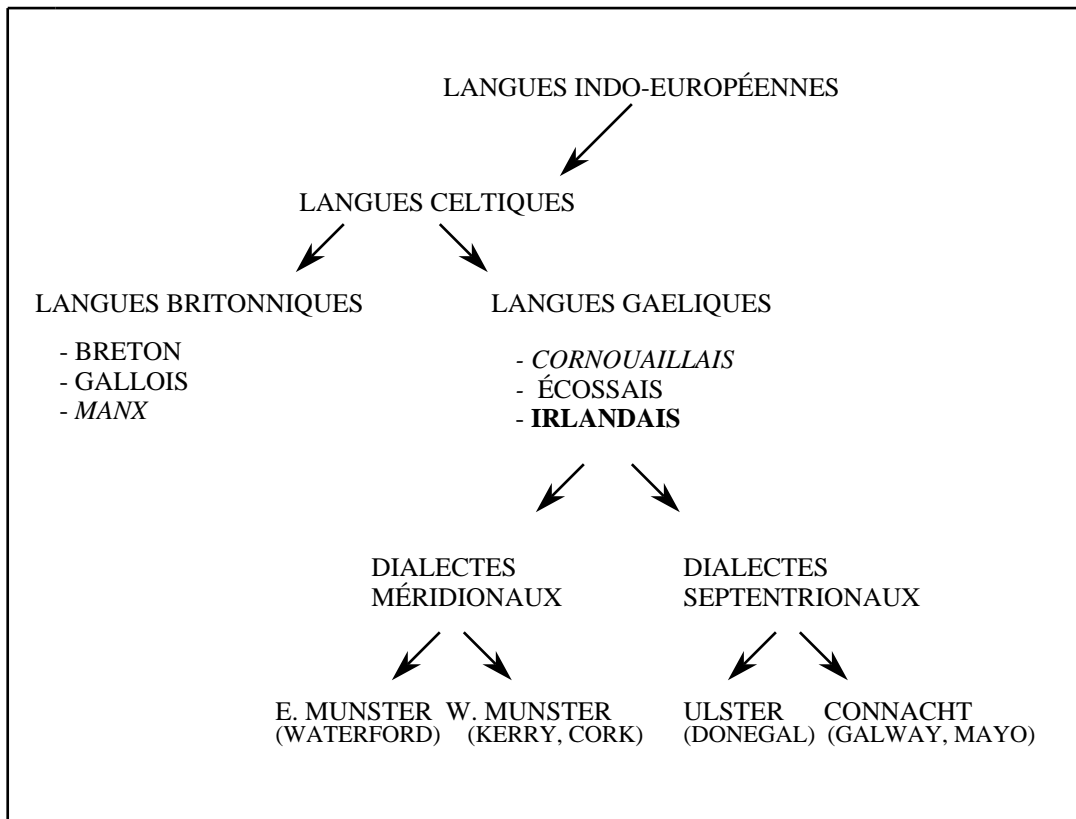 LANGUES INDO-EUROPÉENNES
LANGUES CELTIQUES
LANGUES BRITONNIQUES
- BRETON
- GALLOIS
- MANX
LANGUES GAELIQUES
- CORNOUAILLAIS
- ÉCOSSAIS
- IRLANDAIS
DIALECTES
MÉRIDIONAUX
DIALECTES
SEPTENTRIONAUX
E. MUNSTER
(WATERFORD)
W. MUNSTER
(KERRY, CORK)
ULSTER
(DONEGAL)
CONNACHT
(GALWAY, MAYO)